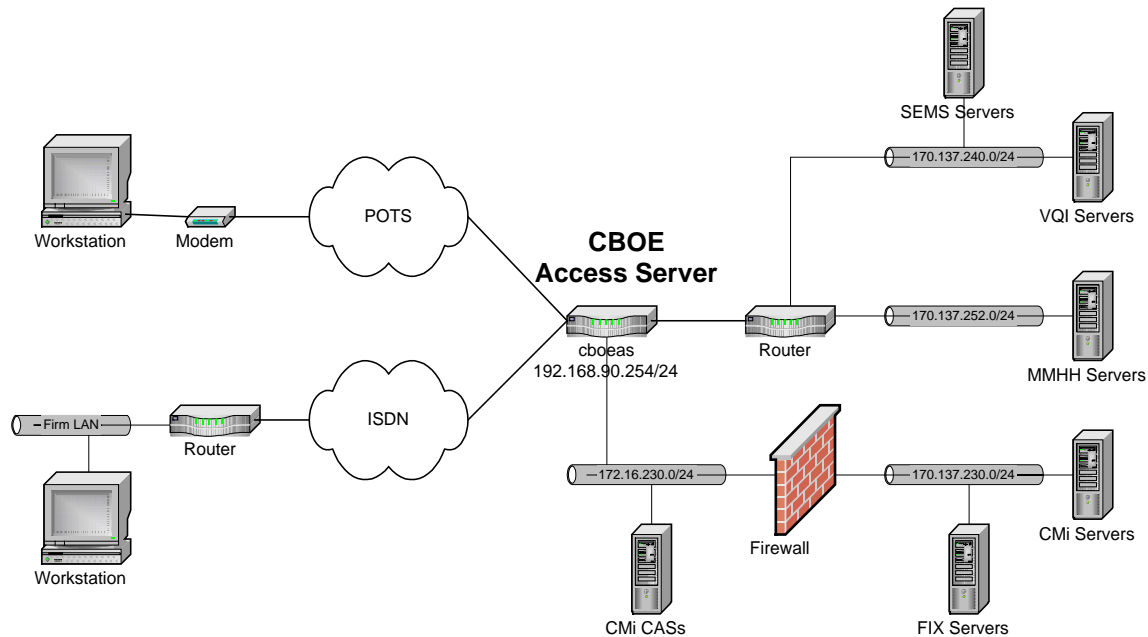 SEMS Servers
170.137.240.0/24
VQI Servers
Workstation
Modem
POTS
CBOE
Access Server
cboeas
192.168.90.254/24
Router
170.137.252.0/24
MMHH Servers
Firm LAN
Router
ISDN
Workstation
172.16.230.0/24
Firewall
170.137.230.0/24
CMi Servers
CMi CASs
FIX Servers